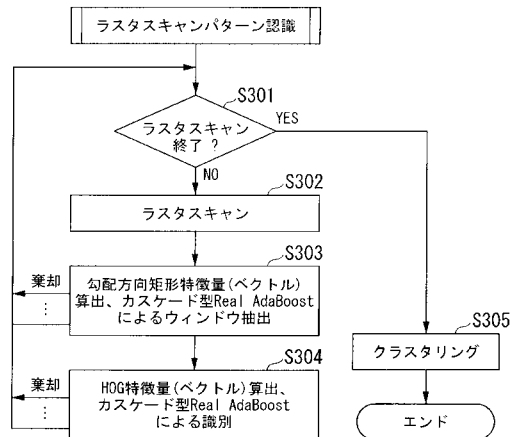 ラスタスキャンパターン認識
S301
ラスタスキャン
終了 ?
YES
NO
S302
ラスタスキャン
S303
棄却
⋮
勾配方向矩形特徴量(ベクトル)
算出、カスケード型Real AdaBoost
によるウィンドウ抽出
S304
棄却
⋮
HOG特徴量(ベクトル)算出、
カスケード型Real AdaBoost
による識別
S305
クラスタリング
エンド